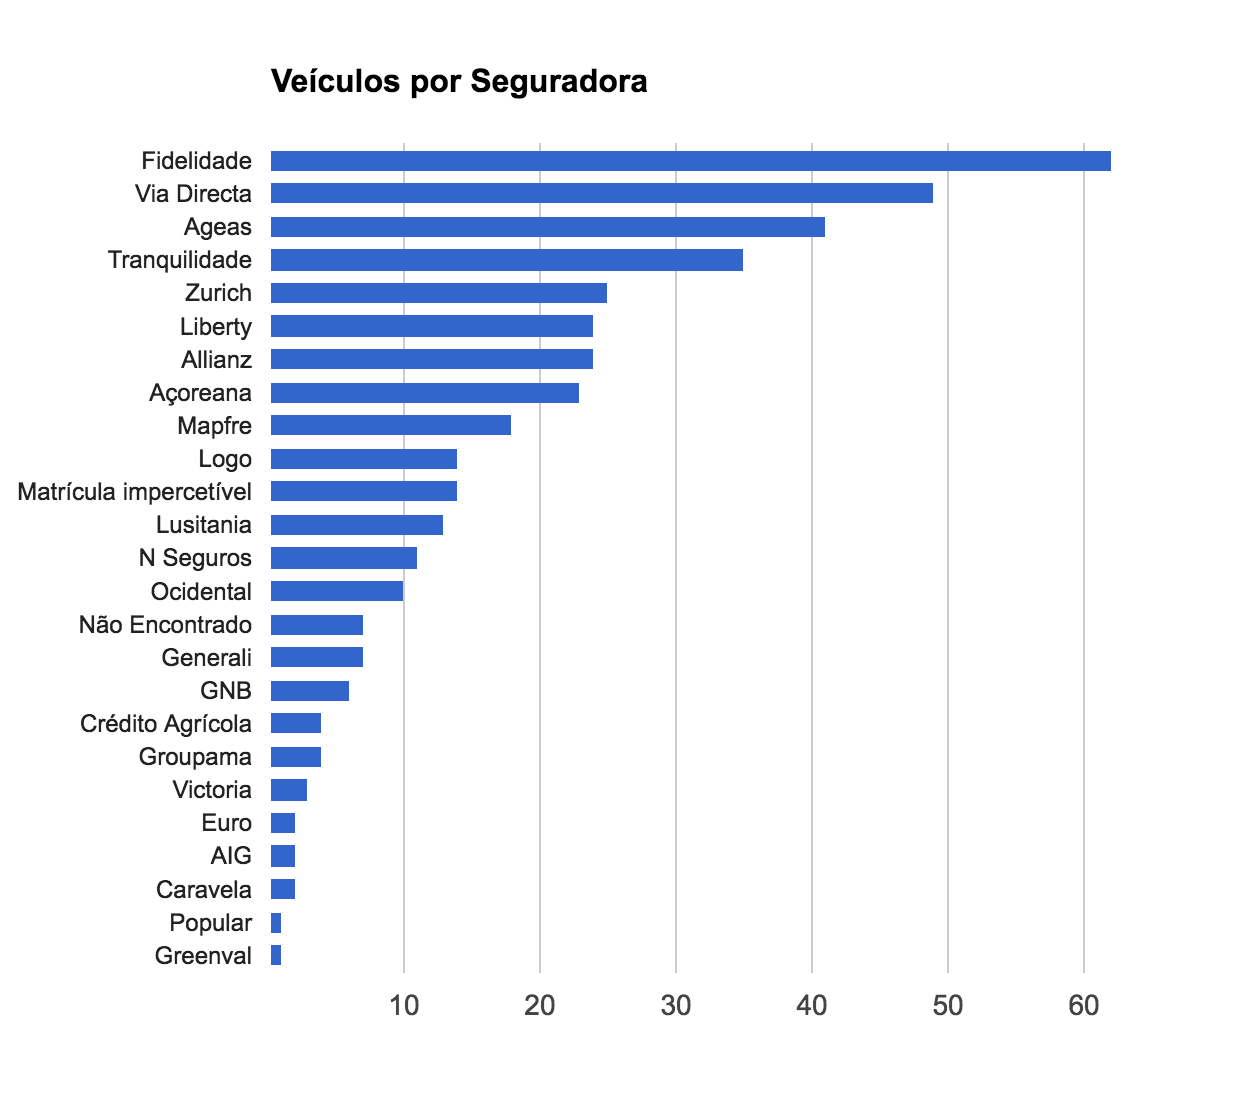 Veículos por Seguradora
Fidelidade
Via Directa
Ageas
Tranquilidade
Zurich
Liberty
Allianz
Açoreana
Mapfre
Logo
Matrícula impercetível
Lusitania
N Seguros
Ocidental
Não Encontrado
Generali
GNB
Crédito Agrícola
Groupama
Victoria
Euro
AIG
Caravela
Popular
Greenval
10 20 30 40 50 60